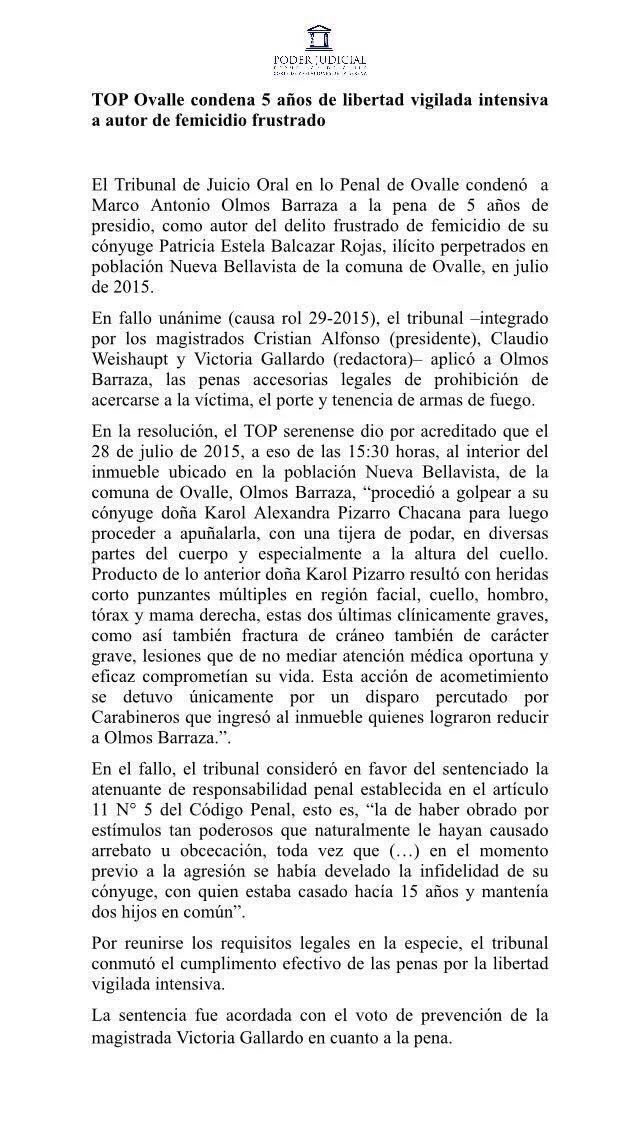 PODER JUDICIAL
TOP Ovalle condena 5 años de libertad vigilada intensiva
a autor de femicidio frustrado
El Tribunal de Juicio Oral en lo Penal de Ovalle condenó a
Marco Antonio Olmos Barraza a la pena de 5 años de
presidio, como autor del delito frustrado de femicidio de su
cónyuge Patricia Estela Balcazar Rojas, ilícito perpetrados en
población Nueva Bellavista de la comuna de Ovalle, en julio
de 2015.
En fallo unánime (causa rol 29-2015), el tribunal –integrado
por los magistrados Cristian Alfonso (presidente), Claudio
Weishaupt y Victoria Gallardo (redactora)– aplicó a Olmos
Barraza, las penas accesorias legales de prohibición de
acercarse a la víctima, el porte y tenencia de armas de fuego.
En la resolución, el TOP serenense dio por acreditado que el
28 de julio de 2015, a eso de las 15:30 horas, al interior del
inmueble ubicado en la población Nueva Bellavista, de la
comuna de Ovalle, Olmos Barraza, “procedió a golpear a su
cónyuge doña Karol Alexandra Pizarro Chacana para luego
proceder a apuñalarla, con una tijera de podar, en diversas
partes del cuerpo y especialmente a la altura del cuello.
Producto de lo anterior doña Karol Pizarro resultó con heridas
corto punzantes múltiples en región facial, cuello, hombro,
tórax y mama derecha, estas dos últimas clínicamente graves,
como así también fractura de cráneo también de carácter
grave, lesiones que de no mediar atención médica oportuna y
eficaz comprometían su vida. Esta acción de acometimiento
se detuvo únicamente por un disparo percutado por
Carabineros que ingresó al inmueble quienes lograron reducir
a Olmos Barraza.”.
En el fallo, el tribunal consideró en favor del sentenciado la
atenuante de responsabilidad penal establecida en el artículo
11 N° 5 del Código Penal, esto es, “la de haber obrado por
estímulos tan poderosos que naturalmente le hayan causado
arrebato u obcecación, toda vez que (…) en el momento
previo a la agresión se había develado la infidelidad de su
cónyuge, con quien estaba casado hacía 15 años y mantenía
dos hijos en común”.
Por reunirse los requisitos legales en la especie, el tribunal
conmutó el cumplimento efectivo de las penas por la libertad
vigilada intensiva.
La sentencia fue acordada con el voto de prevención de la
magistrada Victoria Gallardo en cuanto a la pena.